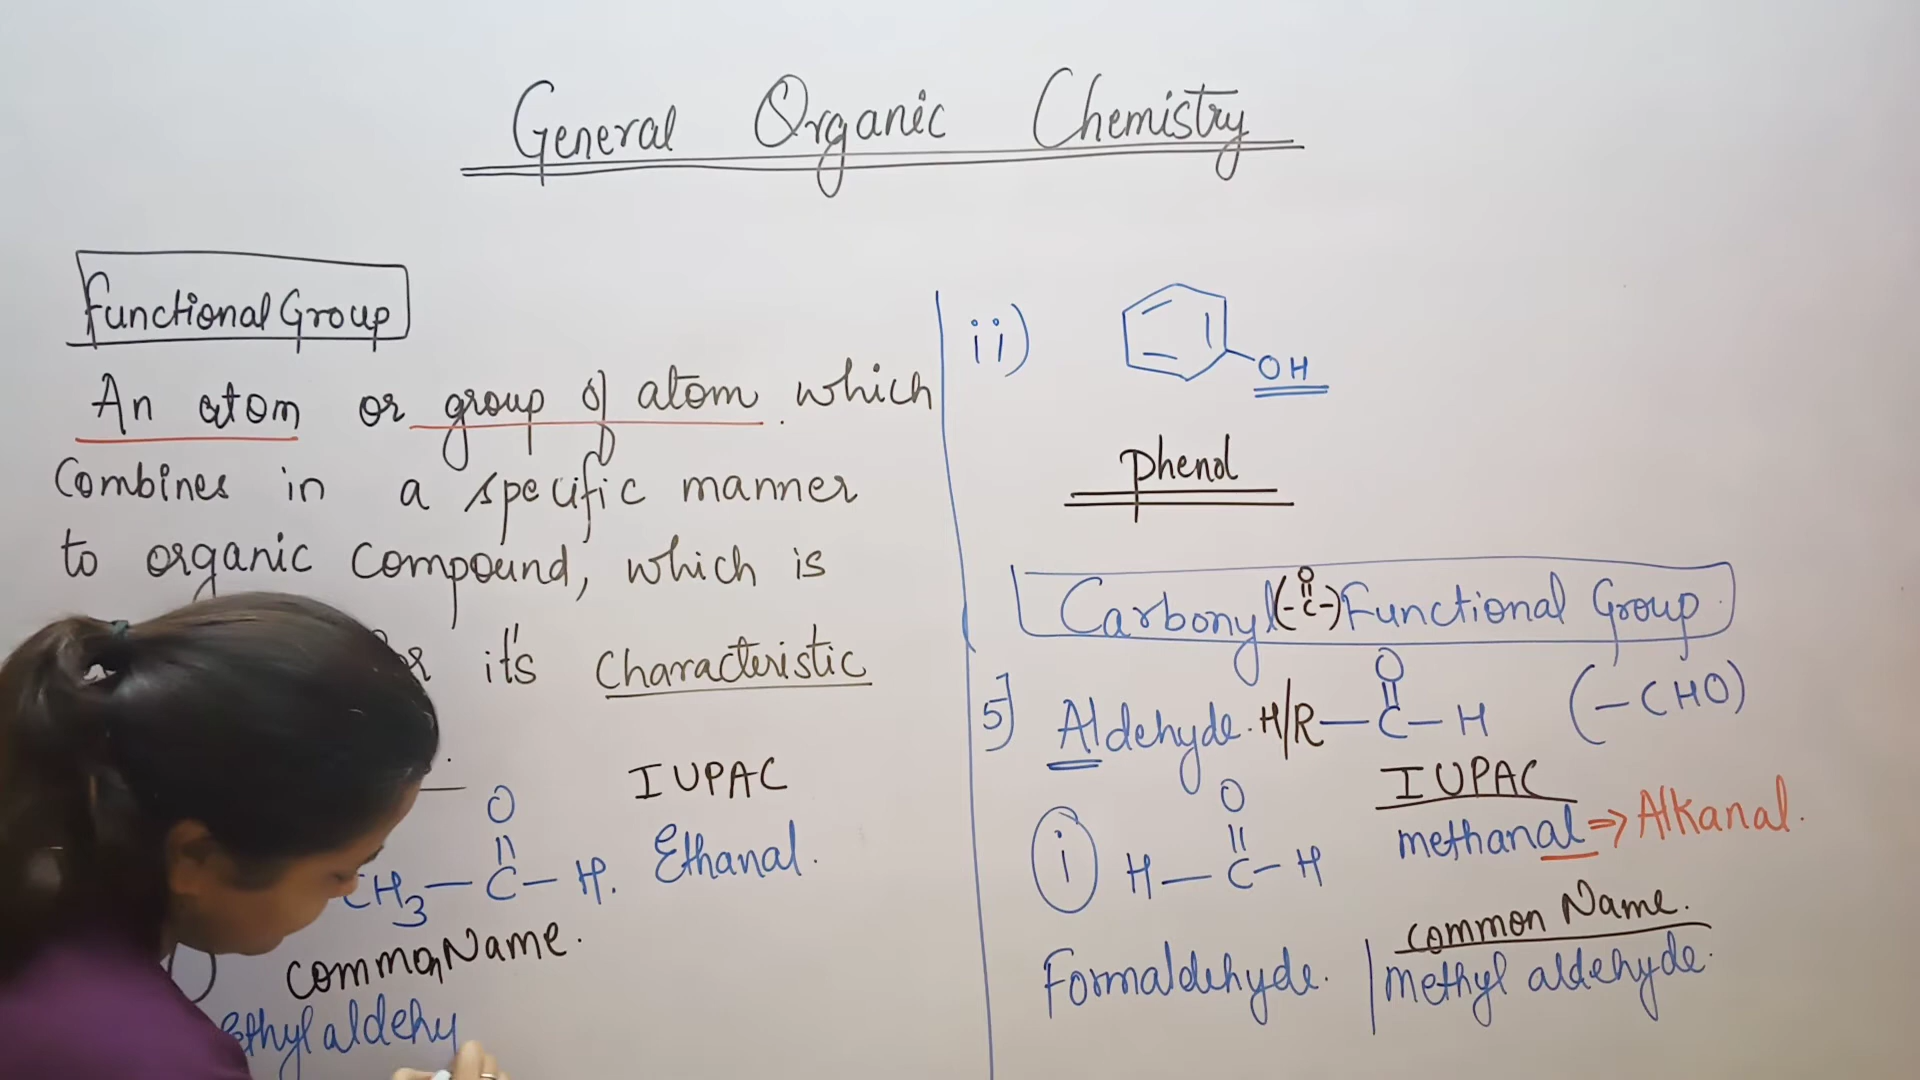 General Organic Chemistry
Functional Group
An atom or group of atom which
Combines in a specific manner
to organic compound, which is
it's characteristic
O
IUPAC
CH3—C—H.
Ethanal.
Common Name.
Ethyl aldehy
ii)
OH
phenol
Carbonyl (-C-) Functional Group
O
5] Aldehyde. H/R—C—H (—CHO)
O
IUPAC
methanal ⇒ Alkanal.
O
i H—C—H
common Name.
Formaldehyde. | methyl aldehyde.